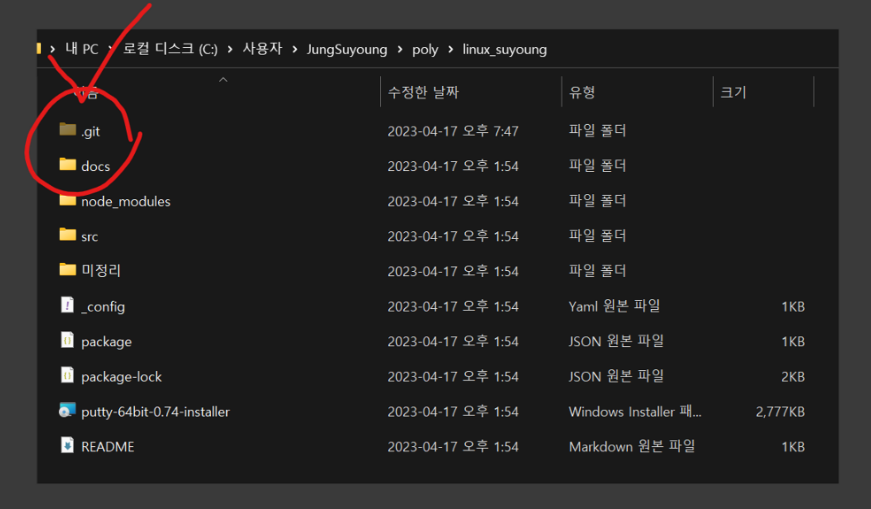 내 PC › 로컬 디스크 (C:) › 사용자 › JungSuyoung › poly › linux_suyoung
이름 수정한 날짜 유형 크기
.git 2023-04-17 오후 7:47 파일 폴더
docs 2023-04-17 오후 1:54 파일 폴더
node_modules 2023-04-17 오후 1:54 파일 폴더
src 2023-04-17 오후 1:54 파일 폴더
미정리 2023-04-17 오후 1:54 파일 폴더
_config 2023-04-17 오후 1:54 Yaml 원본 파일 1KB
package 2023-04-17 오후 1:54 JSON 원본 파일 1KB
package-lock 2023-04-17 오후 1:54 JSON 원본 파일 2KB
putty-64bit-0.74-installer 2023-04-17 오후 1:54 Windows Installer 패... 2,777KB
README 2023-04-17 오후 1:54 Markdown 원본 파일 1KB